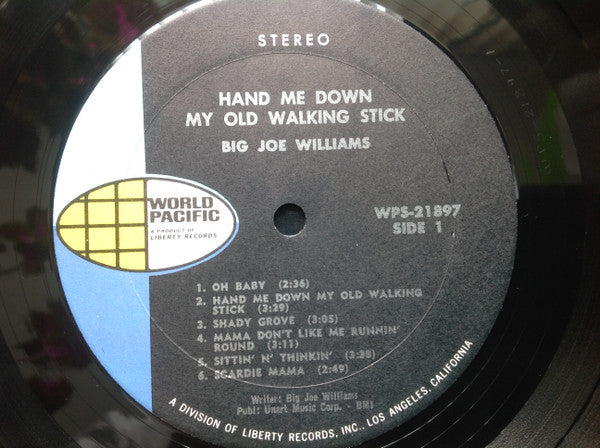 STEREO
HAND ME DOWN
MY OLD WALKING STICK
BIG JOE WILLIAMS
WORLD
PACIFIC
A PRODUCT OF
LIBERTY RECORDS
WPS-21897
SIDE 1
1. OH BABY (2:36)
2. HAND ME DOWN MY OLD WALKING
STICK (3:29)
3. SHADY GROVE (3:05)
4. MAMA DON'T LIKE ME RUNNIN'
ROUND (3:11)
5. SITTIN' N' THINKIN' (3:38)
6. SCARDIE MAMA (2:49)
Writer: Big Joe Williams
Publ: Unart Music Corp. - BMI
A DIVISION OF LIBERTY RECORDS, INC., LOS ANGELES, CALIFORNIA